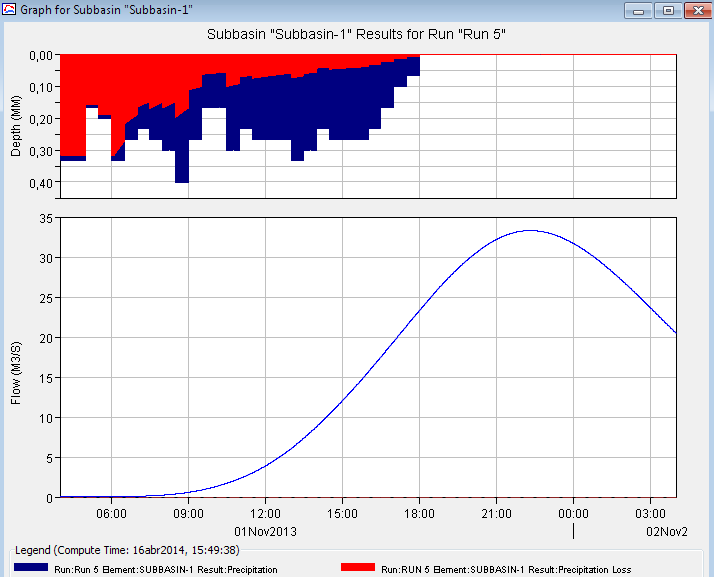 Graph for Subbasin "Subbasin-1"
Subbasin "Subbasin-1" Results for Run "Run 5"
0,00
0,10
0,20
0,30
0,40
Depth (MM)
35
30
25
20
15
10
5
0
Flow (M3/S)
06:00 09:00 12:00 15:00 18:00 21:00 00:00 03:00
01Nov2013 | 02Nov2
Legend (Compute Time: 16abr2014, 15:49:38)
Run:Run 5 Element:SUBBASIN-1 Result:Precipitation
Run:RUN 5 Element:SUBBASIN-1 Result:Precipitation Loss